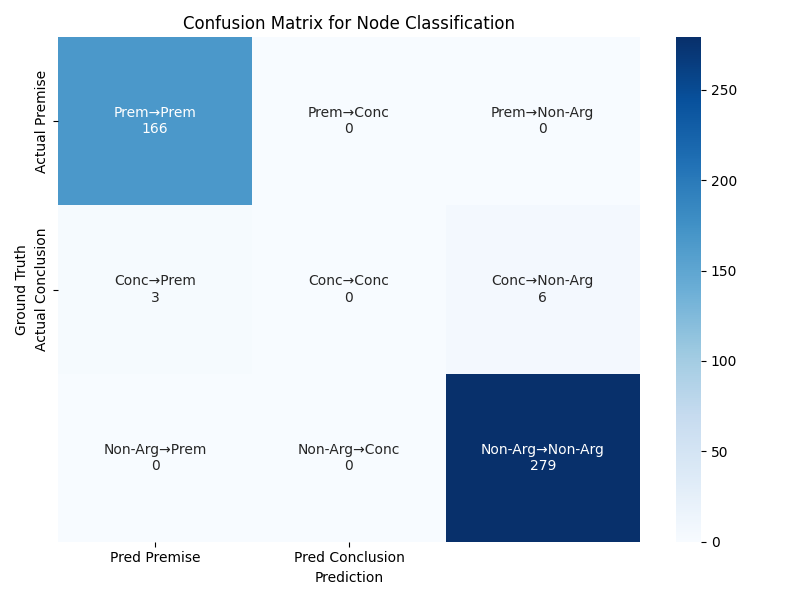 Confusion Matrix for Node Classification
Actual Premise
Prem→Prem
166
Prem→Conc
0
Prem→Non-Arg
0
Ground Truth
Actual Conclusion
Conc→Prem
3
Conc→Conc
0
Conc→Non-Arg
6
Non-Arg→Prem
0
Non-Arg→Conc
0
Non-Arg→Non-Arg
279
Pred Premise
Pred Conclusion
Prediction
250
200
150
100
50
0